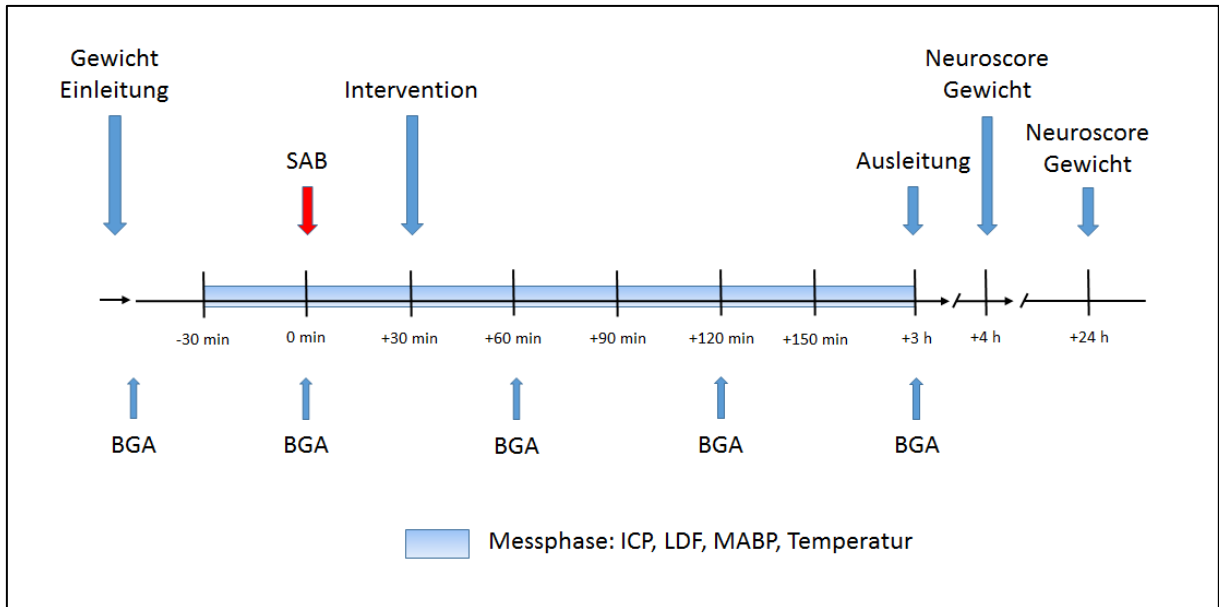 Gewicht
Einleitung
SAB
Intervention
Ausleitung
Neuroscore
Gewicht
Neuroscore
Gewicht
-30 min
0 min
+30 min
+60 min
+90 min
+120 min
+150 min
+3 h
+4 h
+24 h
BGA
BGA
BGA
BGA
BGA
Messphase: ICP, LDF, MABP, Temperatur